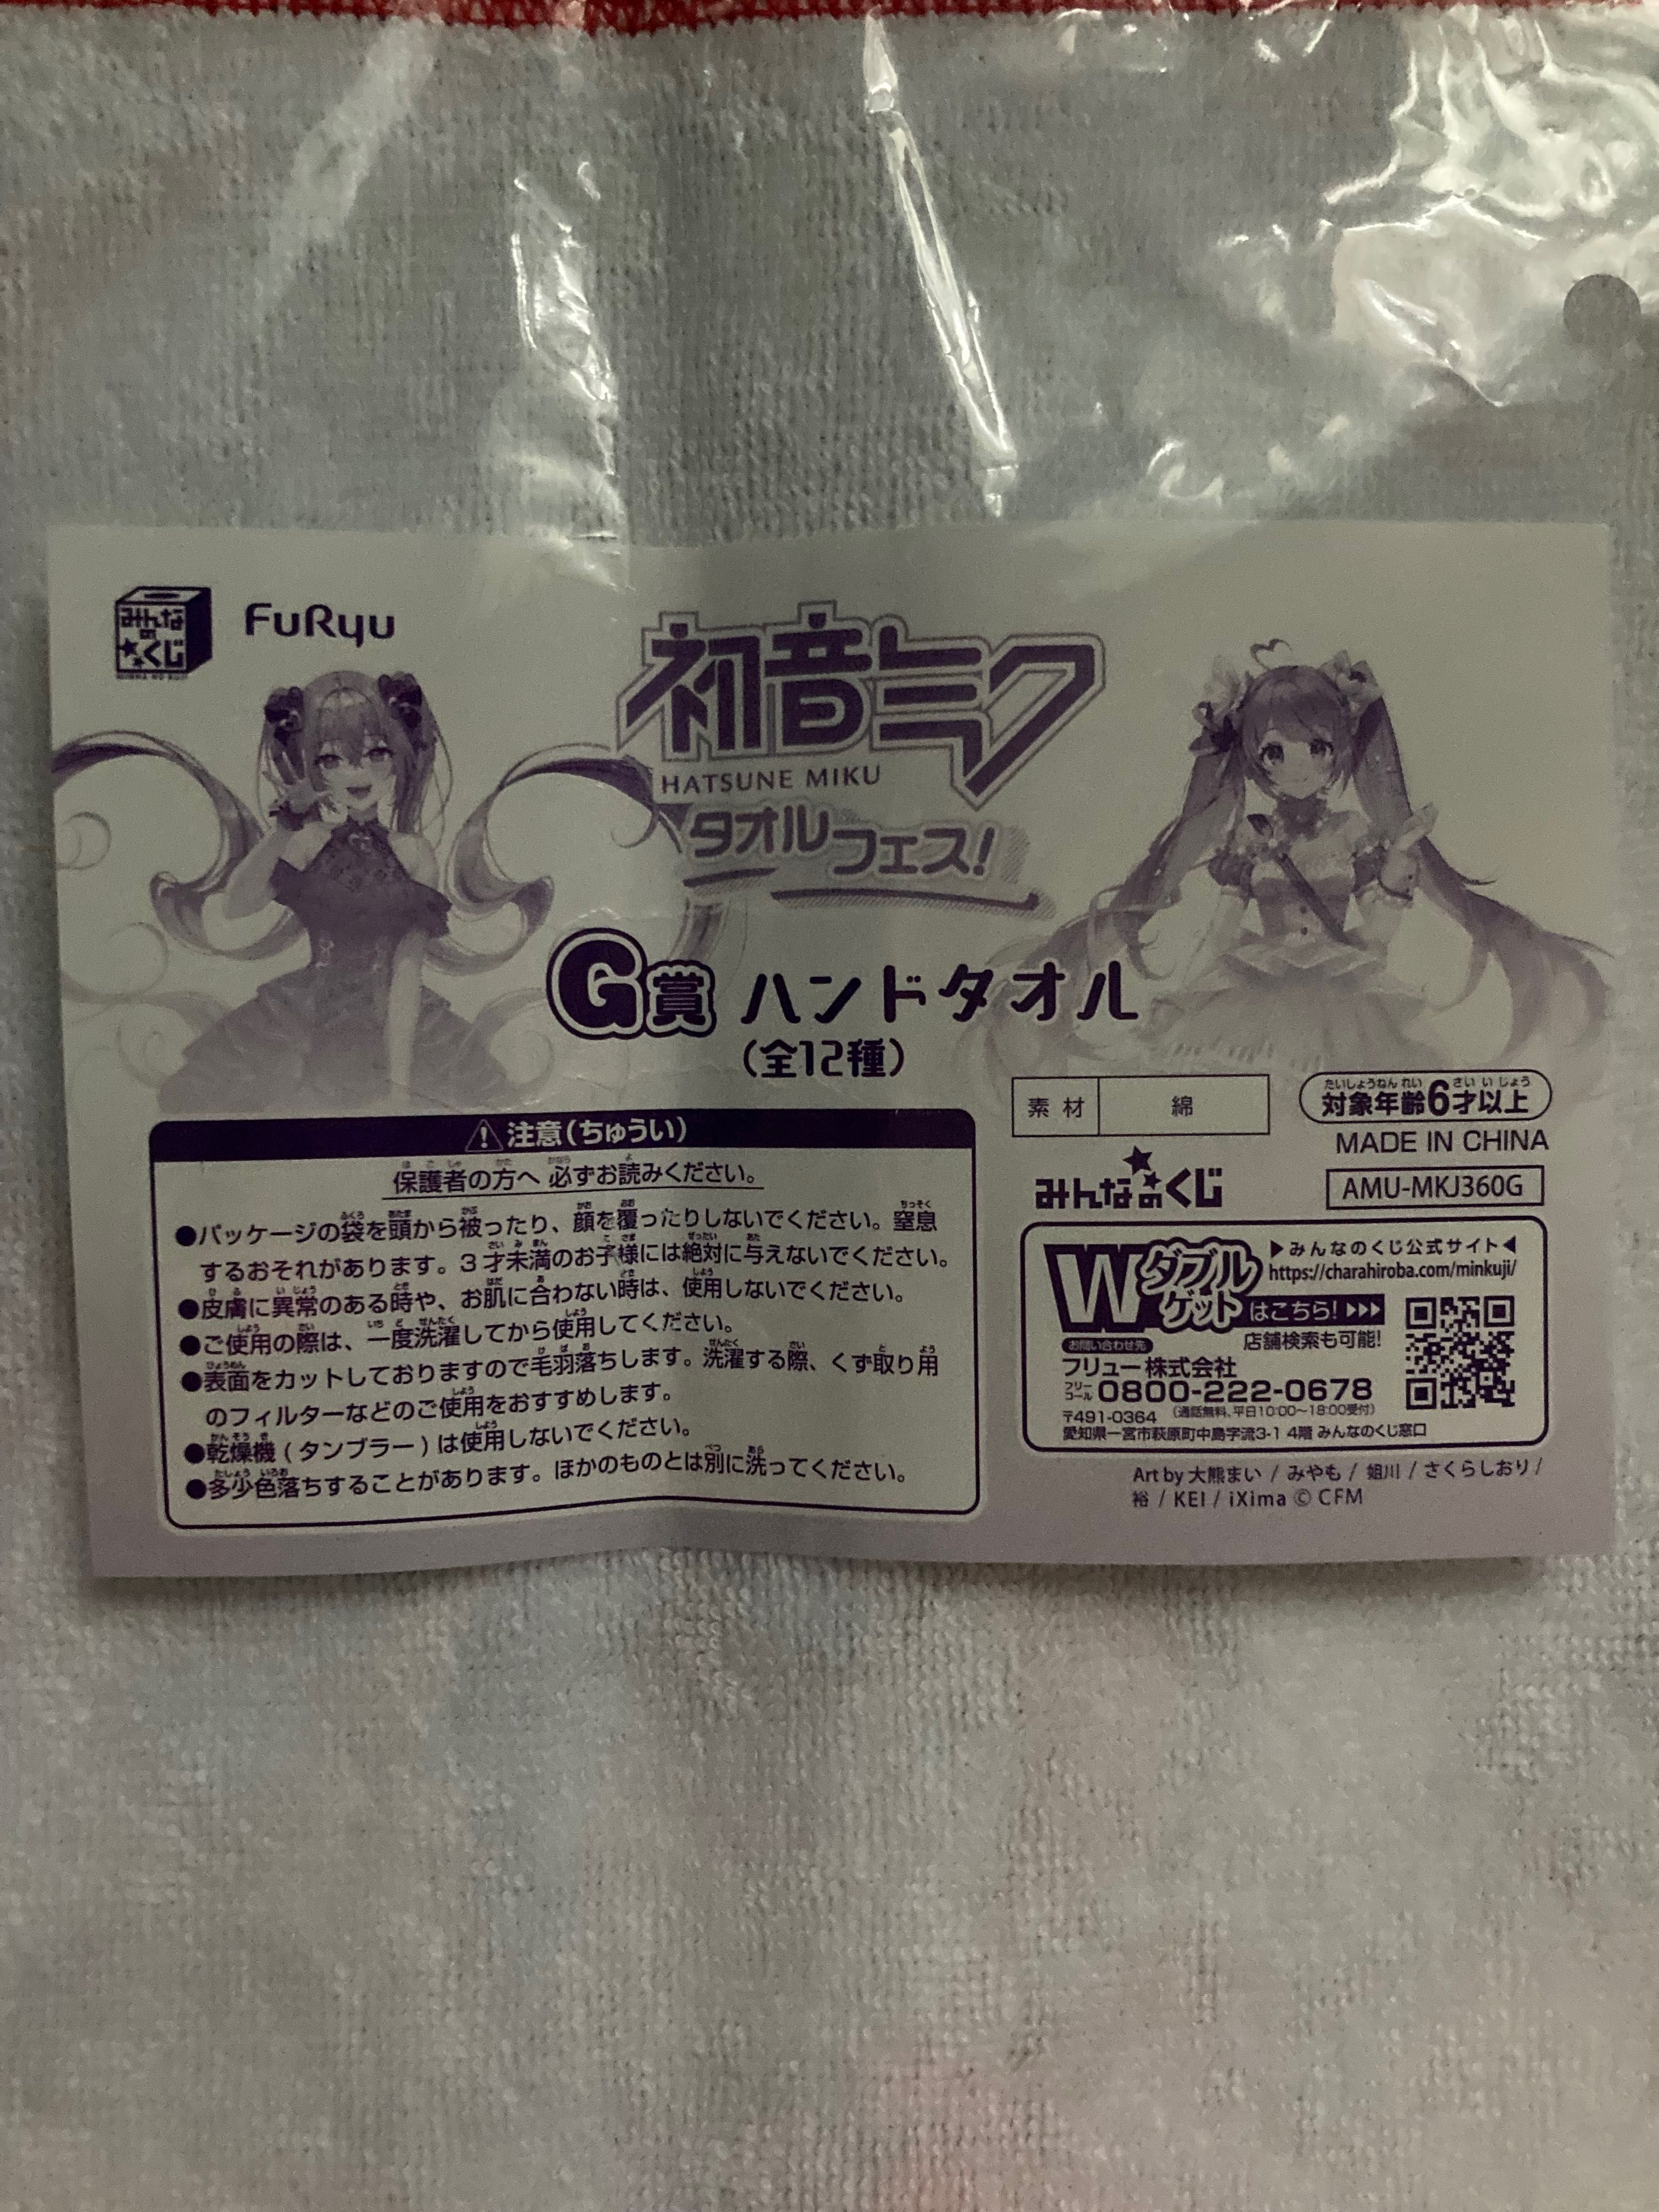 みんな
の
くじ
MINNA NO KUJI
FuRyu
初音ミク
HATSUNE MIKU
タオルフェス!
G賞 ハンドタオル
(全12種)
注意(ちゅうい)
保護者の方へ 必ずお読みください。
●パッケージの袋を頭から被ったり、顔を覆ったりしないでください。窒息
するおそれがあります。3才未満のお子様には絶対に与えないでください。
●皮膚に異常のある時や、お肌に合わない時は、使用しないでください。
●ご使用の際は、一度洗濯してから使用してください。
●表面をカットしておりますので毛羽落ちします。洗濯する際、くず取り用
のフィルターなどのご使用をおすすめします。
●乾燥機(タンブラー)は使用しないでください。
●多少色落ちすることがあります。ほかのものとは別に洗ってください。
素材 綿
たいしょうねんれい さいいじょう
対象年齢6才以上
MADE IN CHINA
みんなのくじ
AMU-MKJ360G
Wダブルゲット
▶みんなのくじ公式サイト◀
https://charahiroba.com/minkuji/
はこちら!▶▶▶
店舗検索も可能!
お問い合わせ先
フリュー株式会社
フリーコール 0800-222-0678
〒491-0364 (通話無料、平日10:00〜18:00受付)
愛知県一宮市萩原町中島字流3-1 4階 みんなのくじ窓口
Art by 大熊まい / みやも / 姐川 / さくらしおり /
裕 / KEI / iXima © CFM